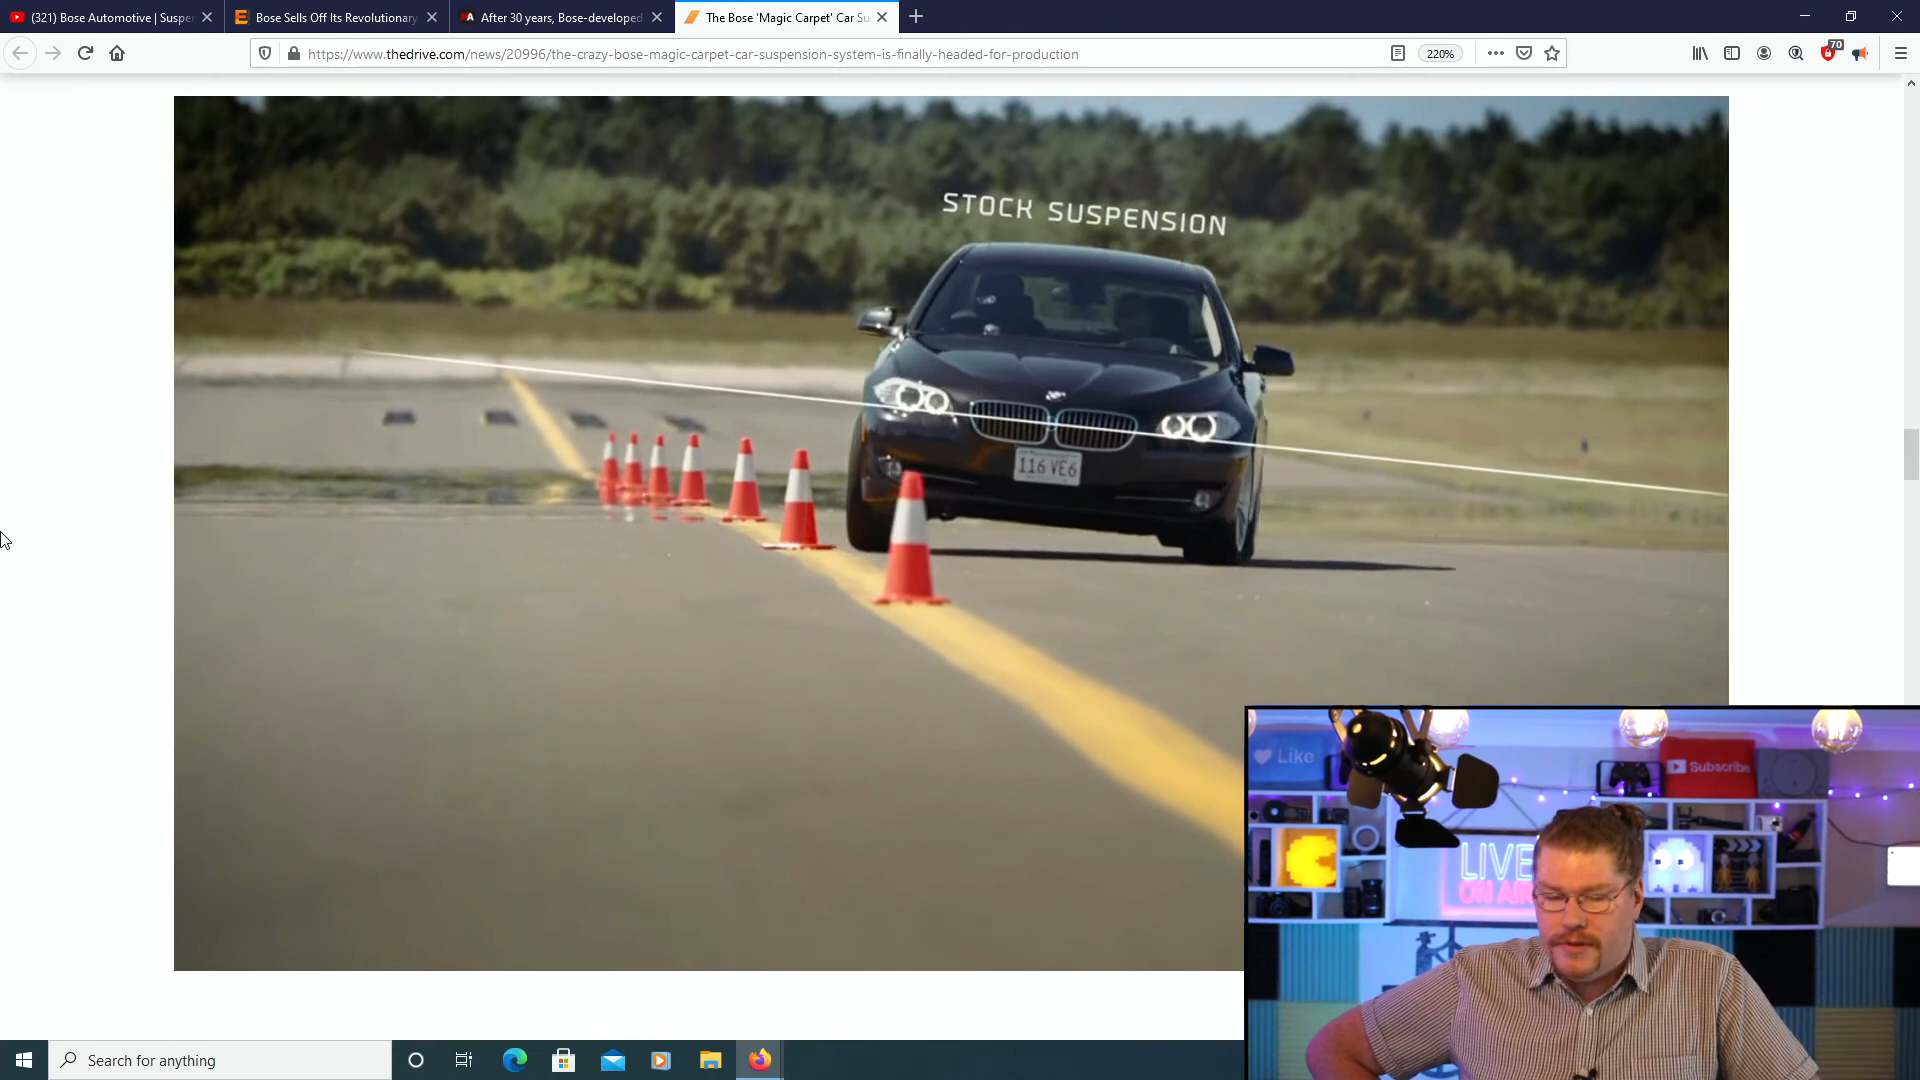 (321) Bose Automotive | Suspen
Bose Sells Off Its Revolutionary
After 30 years, Bose-developed
The Bose 'Magic Carpet' Car Su
https://www.thedrive.com/news/20996/the-crazy-bose-magic-carpet-car-suspension-system-is-finally-headed-for-production
220%
70
STOCK SUSPENSION
116 VE6
Like
Subscribe
LIVE
ON AIR
Search for anything